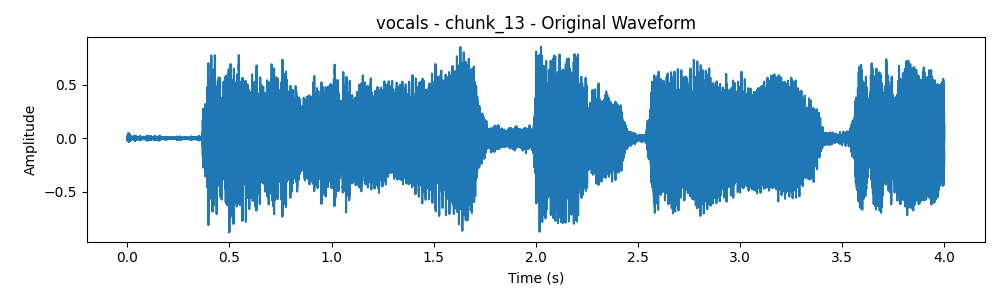 vocals - chunk_13 - Original Waveform
Amplitude
0.5
0.0
−0.5
0.0 0.5 1.0 1.5 2.0 2.5 3.0 3.5 4.0
Time (s)